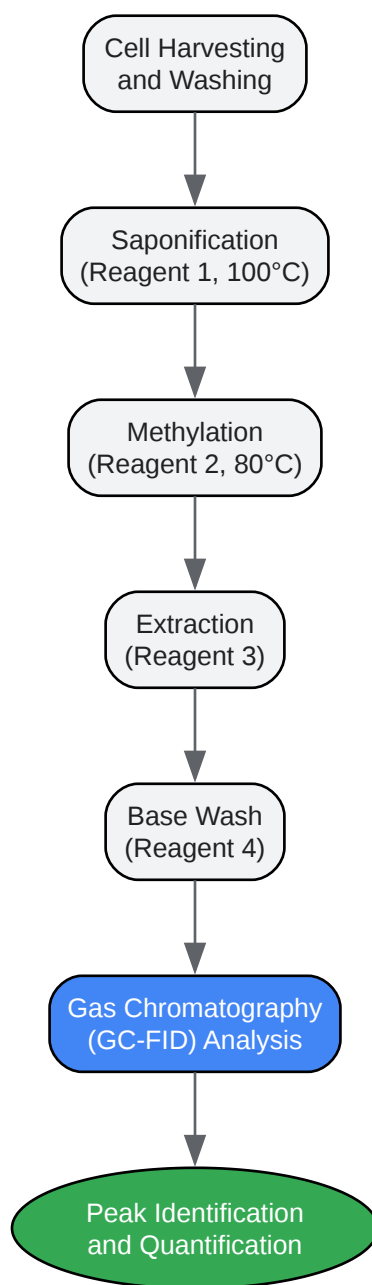 Cell Harvesting
and Washing
Saponification
(Reagent 1, 100°C)
Methylation
(Reagent 2, 80°C)
Extraction
(Reagent 3)
Base Wash
(Reagent 4)
Gas Chromatography
(GC-FID) Analysis
Peak Identification
and Quantification